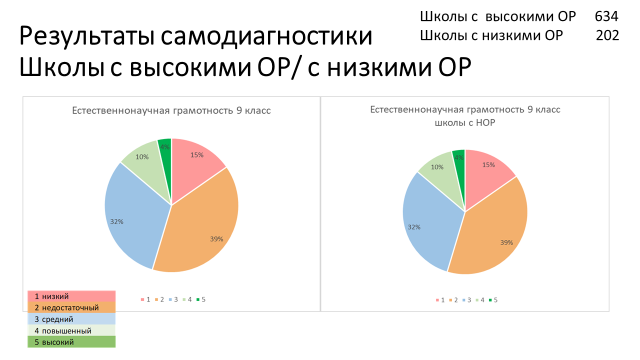 Школы с высокими ОР 634
Школы с низкими ОР 202
Результаты самодиагностики
Школы с высокими ОР/ с низкими ОР
Естественнонаучная грамотность 9 класс
15%
39%
32%
10%
4%
1 2 3 4 5
Естественнонаучная грамотность 9 класс
школы с НОР
15%
39%
32%
10%
4%
1 2 3 4 5
1 низкий
2 недостаточный
3 средний
4 повышенный
5 высокий